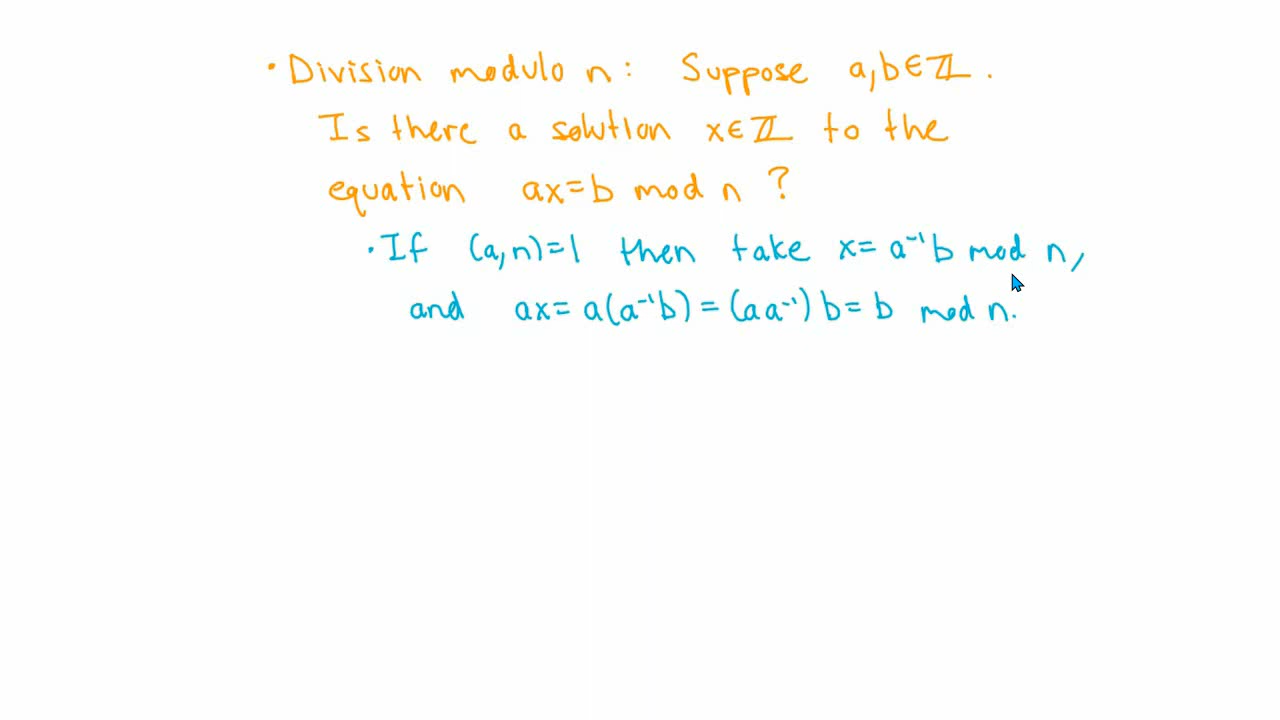 · Division modulo n: Suppose a,b∈ℤ.
Is there a solution x∈ℤ to the
equation ax=b mod n ?
· If (a,n)=1 then take x= a⁻¹b mod n,
and ax= a(a⁻¹b) = (aa⁻¹) b= b mod n.